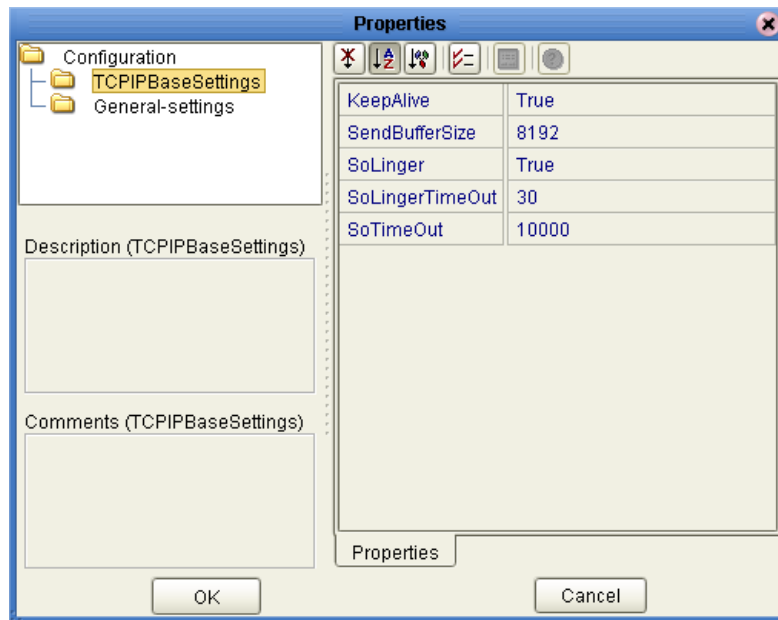 Properties
Configuration
TCPIPBaseSettings
General-settings
Description (TCPIPBaseSettings)
Comments (TCPIPBaseSettings)
KeepAlive True
SendBufferSize 8192
SoLinger True
SoLingerTimeOut 30
SoTimeOut 10000
Properties
OK
Cancel